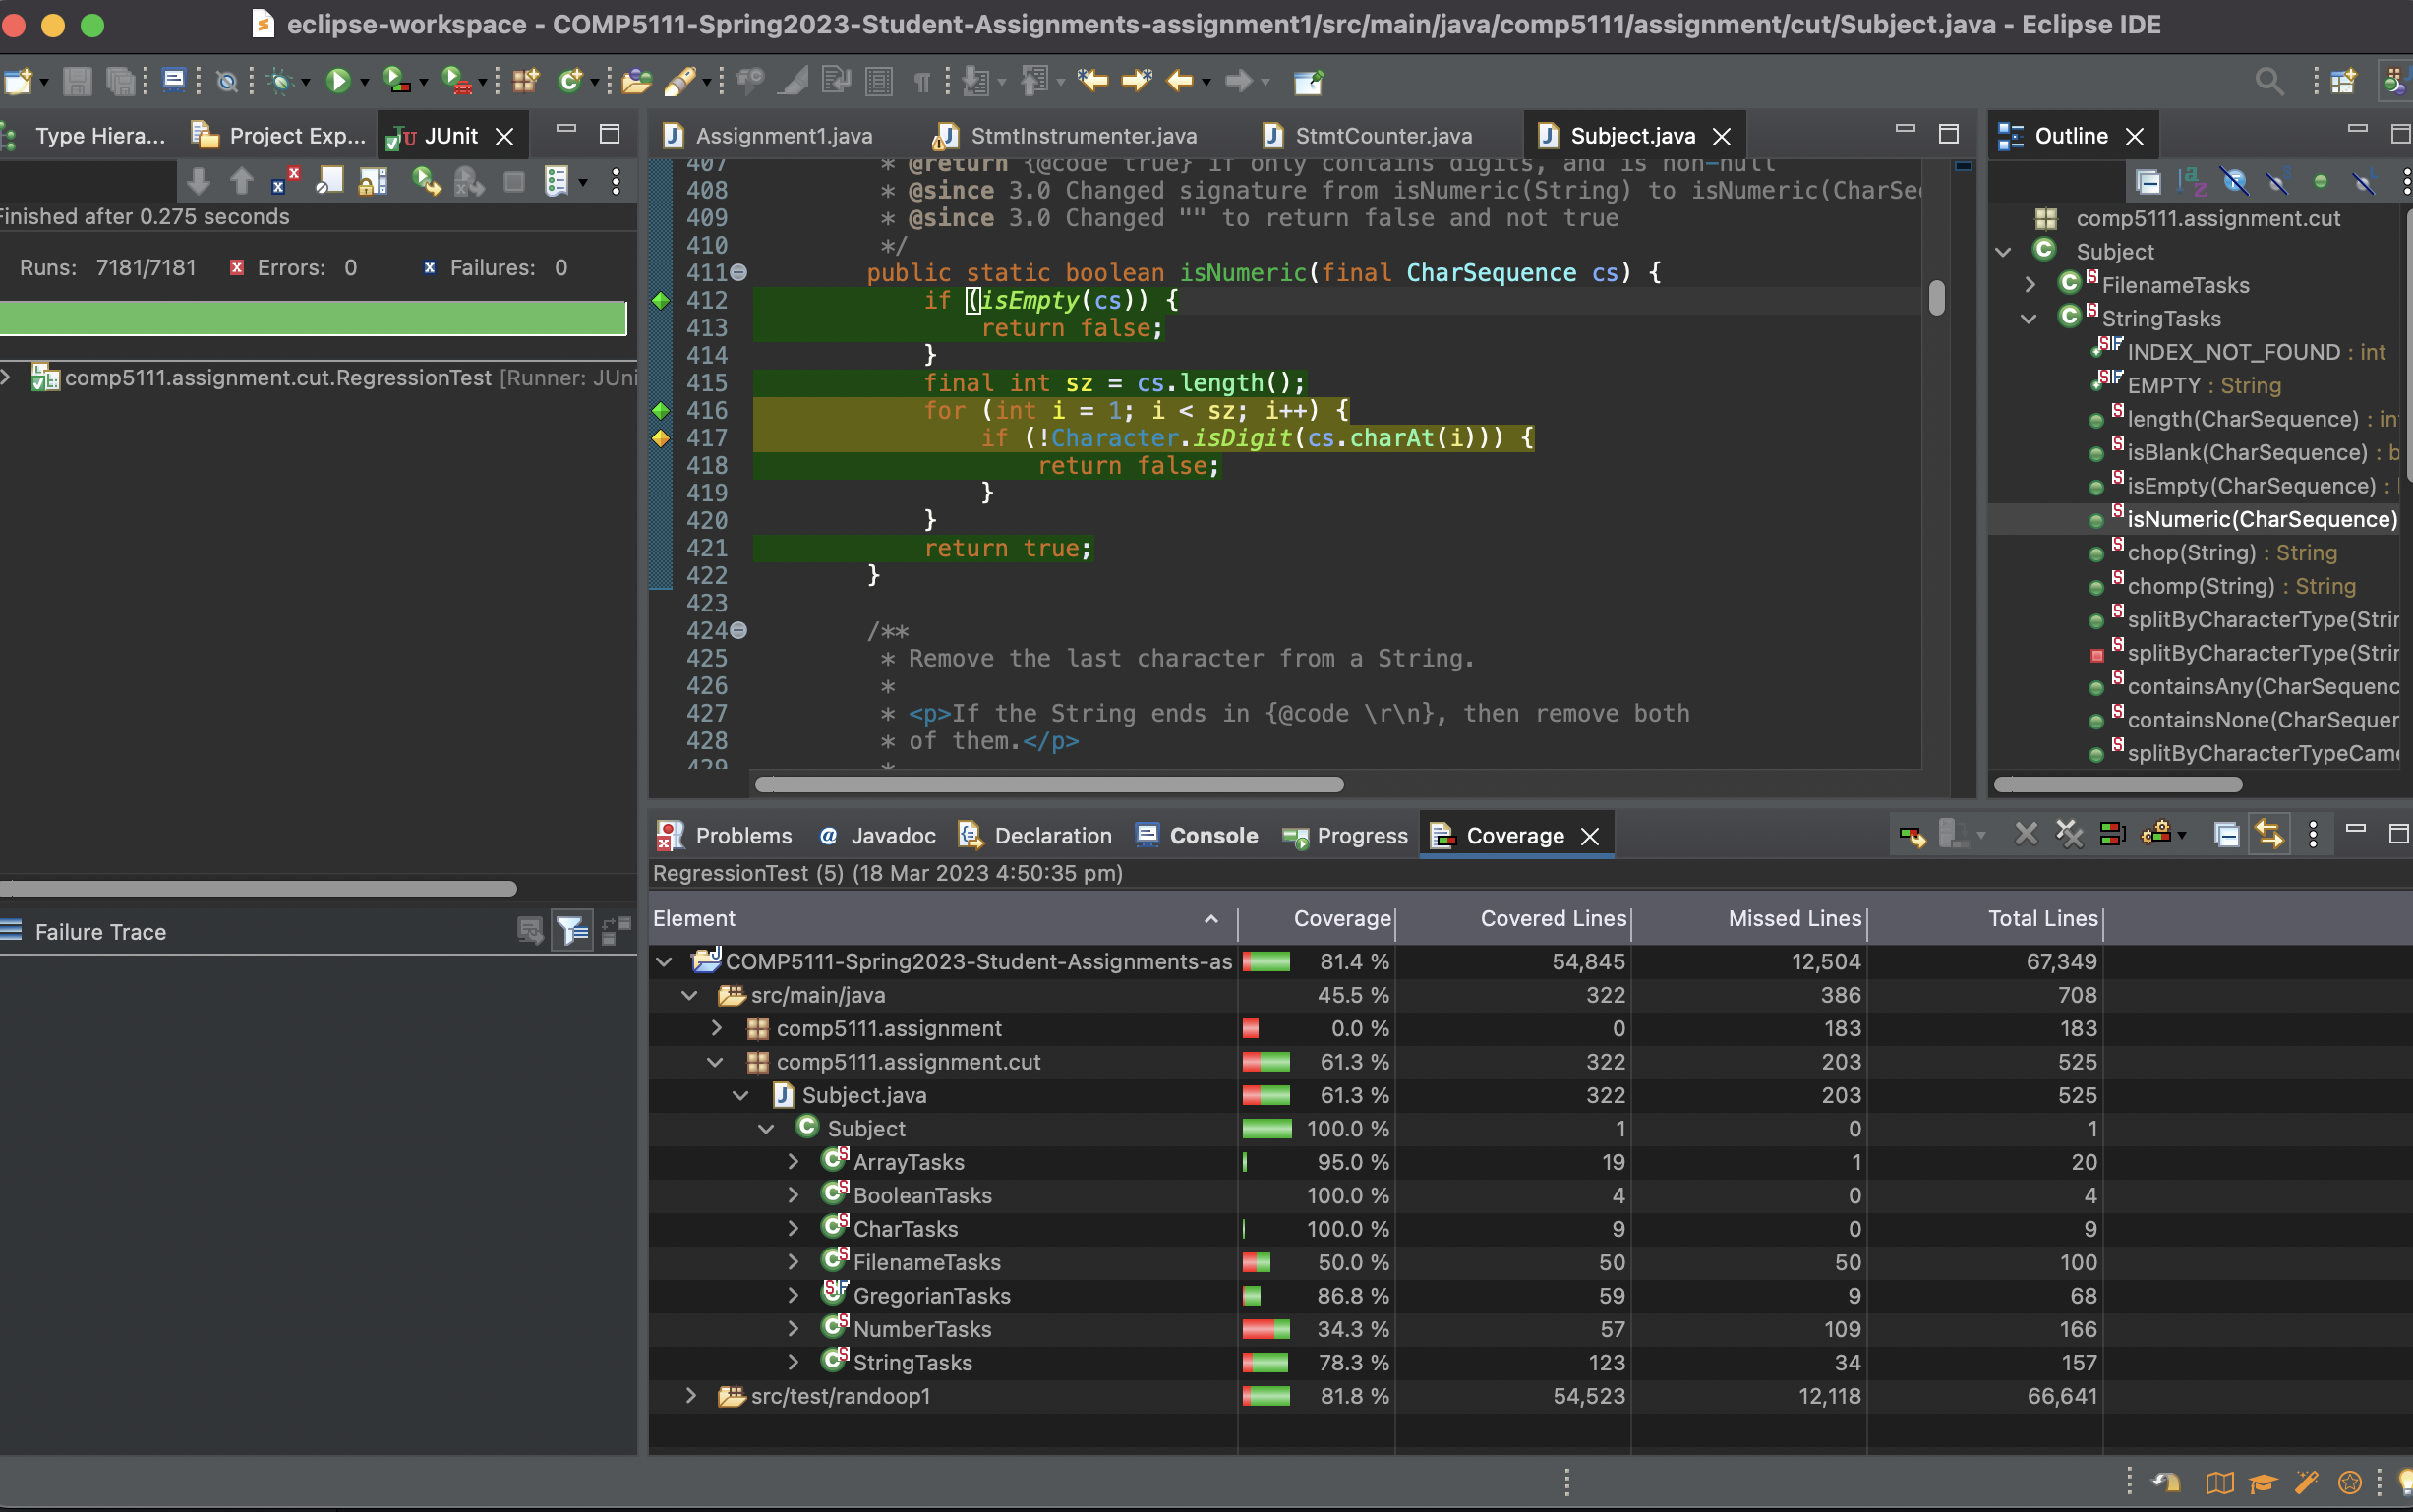 eclipse-workspace - COMP5111-Spring2023-Student-Assignments-assignment1/src/main/java/comp5111/assignment/cut/Subject.java - Eclipse IDE
Type Hiera...
Project Exp...
JUnit
Finished after 0.275 seconds
Runs: 7181/7181
Errors: 0
Failures: 0
comp5111.assignment.cut.RegressionTest [Runner: JUni
Failure Trace
Assignment1.java
StmtInstrumenter.java
StmtCounter.java
Subject.java
407 * @return {@code true} if only contains digits, and is non-null
408 * @since 3.0 Changed signature from isNumeric(String) to isNumeric(CharSe
409 * @since 3.0 Changed "" to return false and not true
410 */
411 public static boolean isNumeric(final CharSequence cs) {
412 if (isEmpty(cs)) {
413 return false;
414 }
415 final int sz = cs.length();
416 for (int i = 1; i < sz; i++) {
417 if (!Character.isDigit(cs.charAt(i))) {
418 return false;
419 }
420 }
421 return true;
422 }
423
424 /**
425 * Remove the last character from a String.
426 *
427 * <p>If the String ends in {@code \r\n}, then remove both
428 * of them.</p>
429 *
Outline
comp5111.assignment.cut
Subject
FilenameTasks
StringTasks
INDEX_NOT_FOUND : int
EMPTY : String
length(CharSequence) : in
isBlank(CharSequence) : b
isEmpty(CharSequence) :
isNumeric(CharSequence)
chop(String) : String
chomp(String) : String
splitByCharacterType(Strin
splitByCharacterType(Strin
containsAny(CharSequenc
containsNone(CharSequer
splitByCharacterTypeCame
Problems
Javadoc
Declaration
Console
Progress
Coverage
RegressionTest (5) (18 Mar 2023 4:50:35 pm)
Element Coverage Covered Lines Missed Lines Total Lines
COMP5111-Spring2023-Student-Assignments-as 81.4 % 54,845 12,504 67,349
src/main/java 45.5 % 322 386 708
comp5111.assignment 0.0 % 0 183 183
comp5111.assignment.cut 61.3 % 322 203 525
Subject.java 61.3 % 322 203 525
Subject 100.0 % 1 0 1
ArrayTasks 95.0 % 19 1 20
BooleanTasks 100.0 % 4 0 4
CharTasks 100.0 % 9 0 9
FilenameTasks 50.0 % 50 50 100
GregorianTasks 86.8 % 59 9 68
NumberTasks 34.3 % 57 109 166
StringTasks 78.3 % 123 34 157
src/test/randoop1 81.8 % 54,523 12,118 66,641